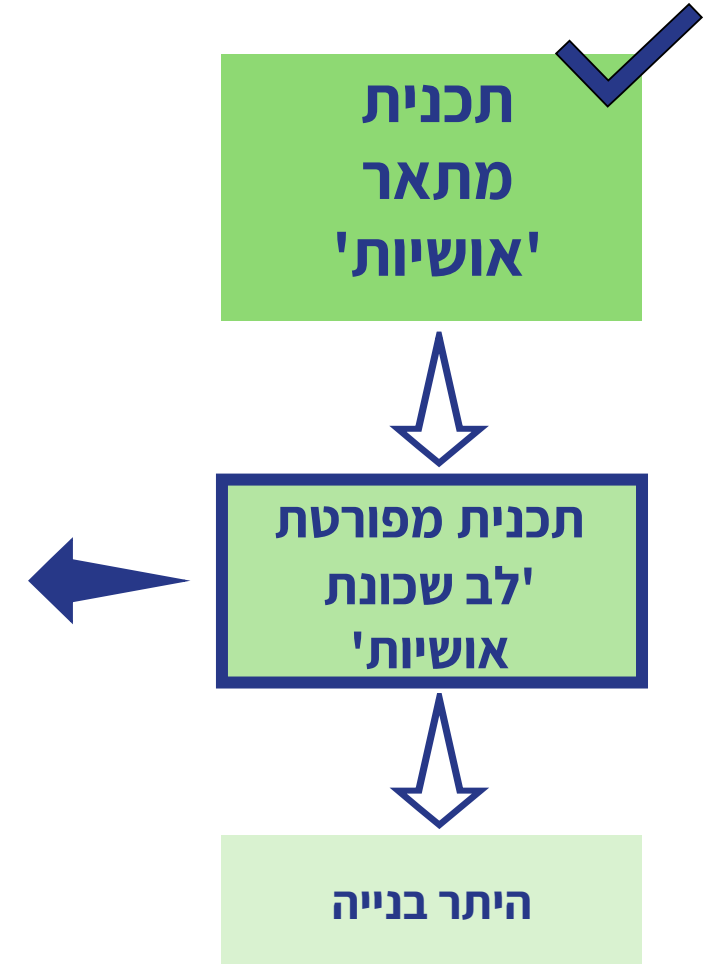 תכנית
מתאר
'אושיות'
תכנית מפורטת
'לב שכונת
אושיות'
היתר בנייה